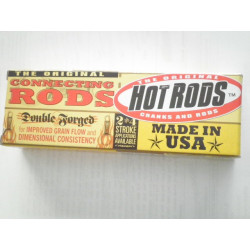 THE ORIGINAL
CONNECTING
RODS
Double Forged
for IMPROVED GRAIN FLOW and
DIMENSIONAL CONSISTENCY
2 & 4
STROKE
APPLICATIONS
AVAILABLE
THE ORIGINAL
HOT RODS
TM
CRANKS AND RODS
MADE IN
USA